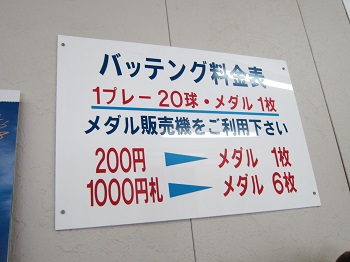 バッテング料金表
1プレー20球・メダル1枚
メダル販売機をご利用下さい
200円 ► メダル 1枚
1000円札 ► メダル 6枚